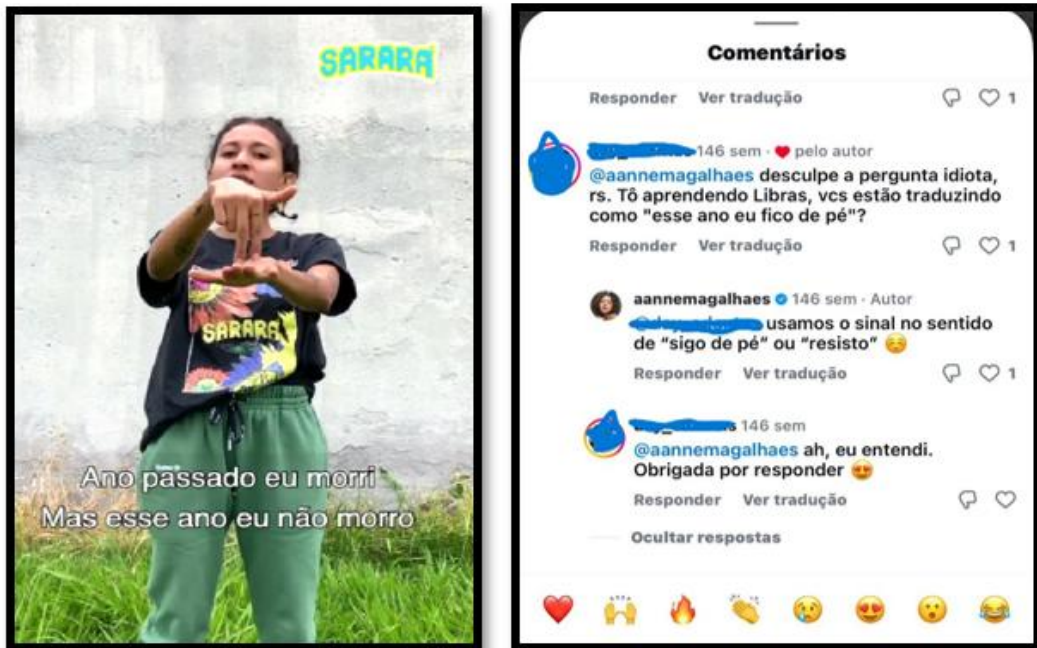 SARARÁ
SARARÁ
Ano passado eu morri
Mas esse ano eu não morro
Comentários
Responder Ver tradução 1
146 sem · pelo autor
@aannemagalhaes desculpe a pergunta idiota,
rs. Tô aprendendo Libras, vcs estão traduzindo
como "esse ano eu fico de pé"?
Responder Ver tradução 1
aannemagalhaes 146 sem · Autor
usamos o sinal no sentido
de “sigo de pé” ou “resisto”
Responder Ver tradução 1
146 sem
@aannemagalhaes ah, eu entendi.
Obrigada por responder
Responder Ver tradução
Ocultar respostas